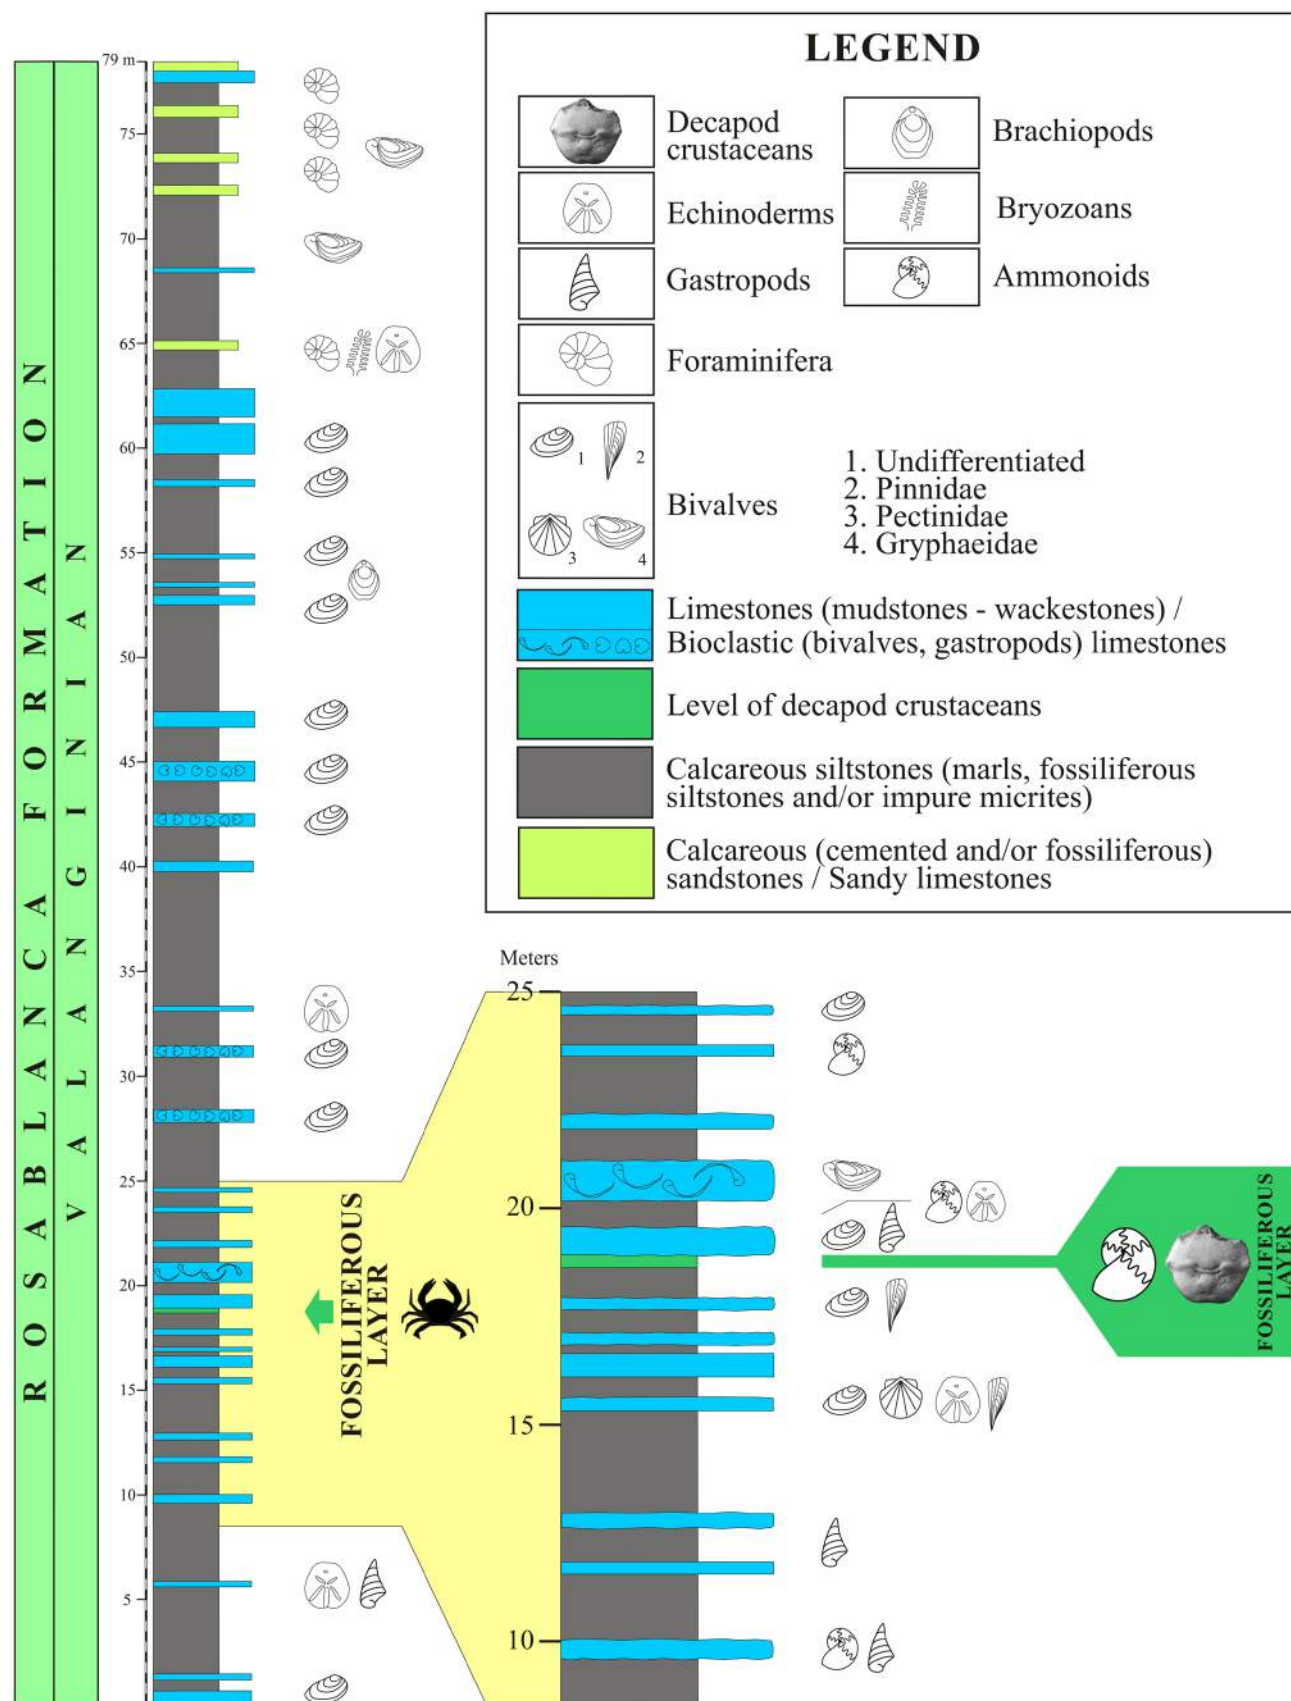 79 m
75
70
65
60
55
50
45
40
35
30
25
20
15
10
5
ROSABLANCA FORMATION
VALANGINIAN
LEGEND
Decapod
crustaceans
Brachiopods
Echinoderms
Bryozoans
Gastropods
Ammonoids
Foraminifera
1
2
3
4
Bivalves
1. Undifferentiated
2. Pinnidae
3. Pectinidae
4. Gryphaeidae
Limestones (mudstones - wackestones) /
Bioclastic (bivalves, gastropods) limestones
Level of decapod crustaceans
Calcareous siltstones (marls, fossiliferous
siltstones and/or impure micrites)
Calcareous (cemented and/or fossiliferous)
sandstones / Sandy limestones
Meters
25
20
15
10
FOSSILIFEROUS
LAYER
FOSSILIFEROUS
LAYER